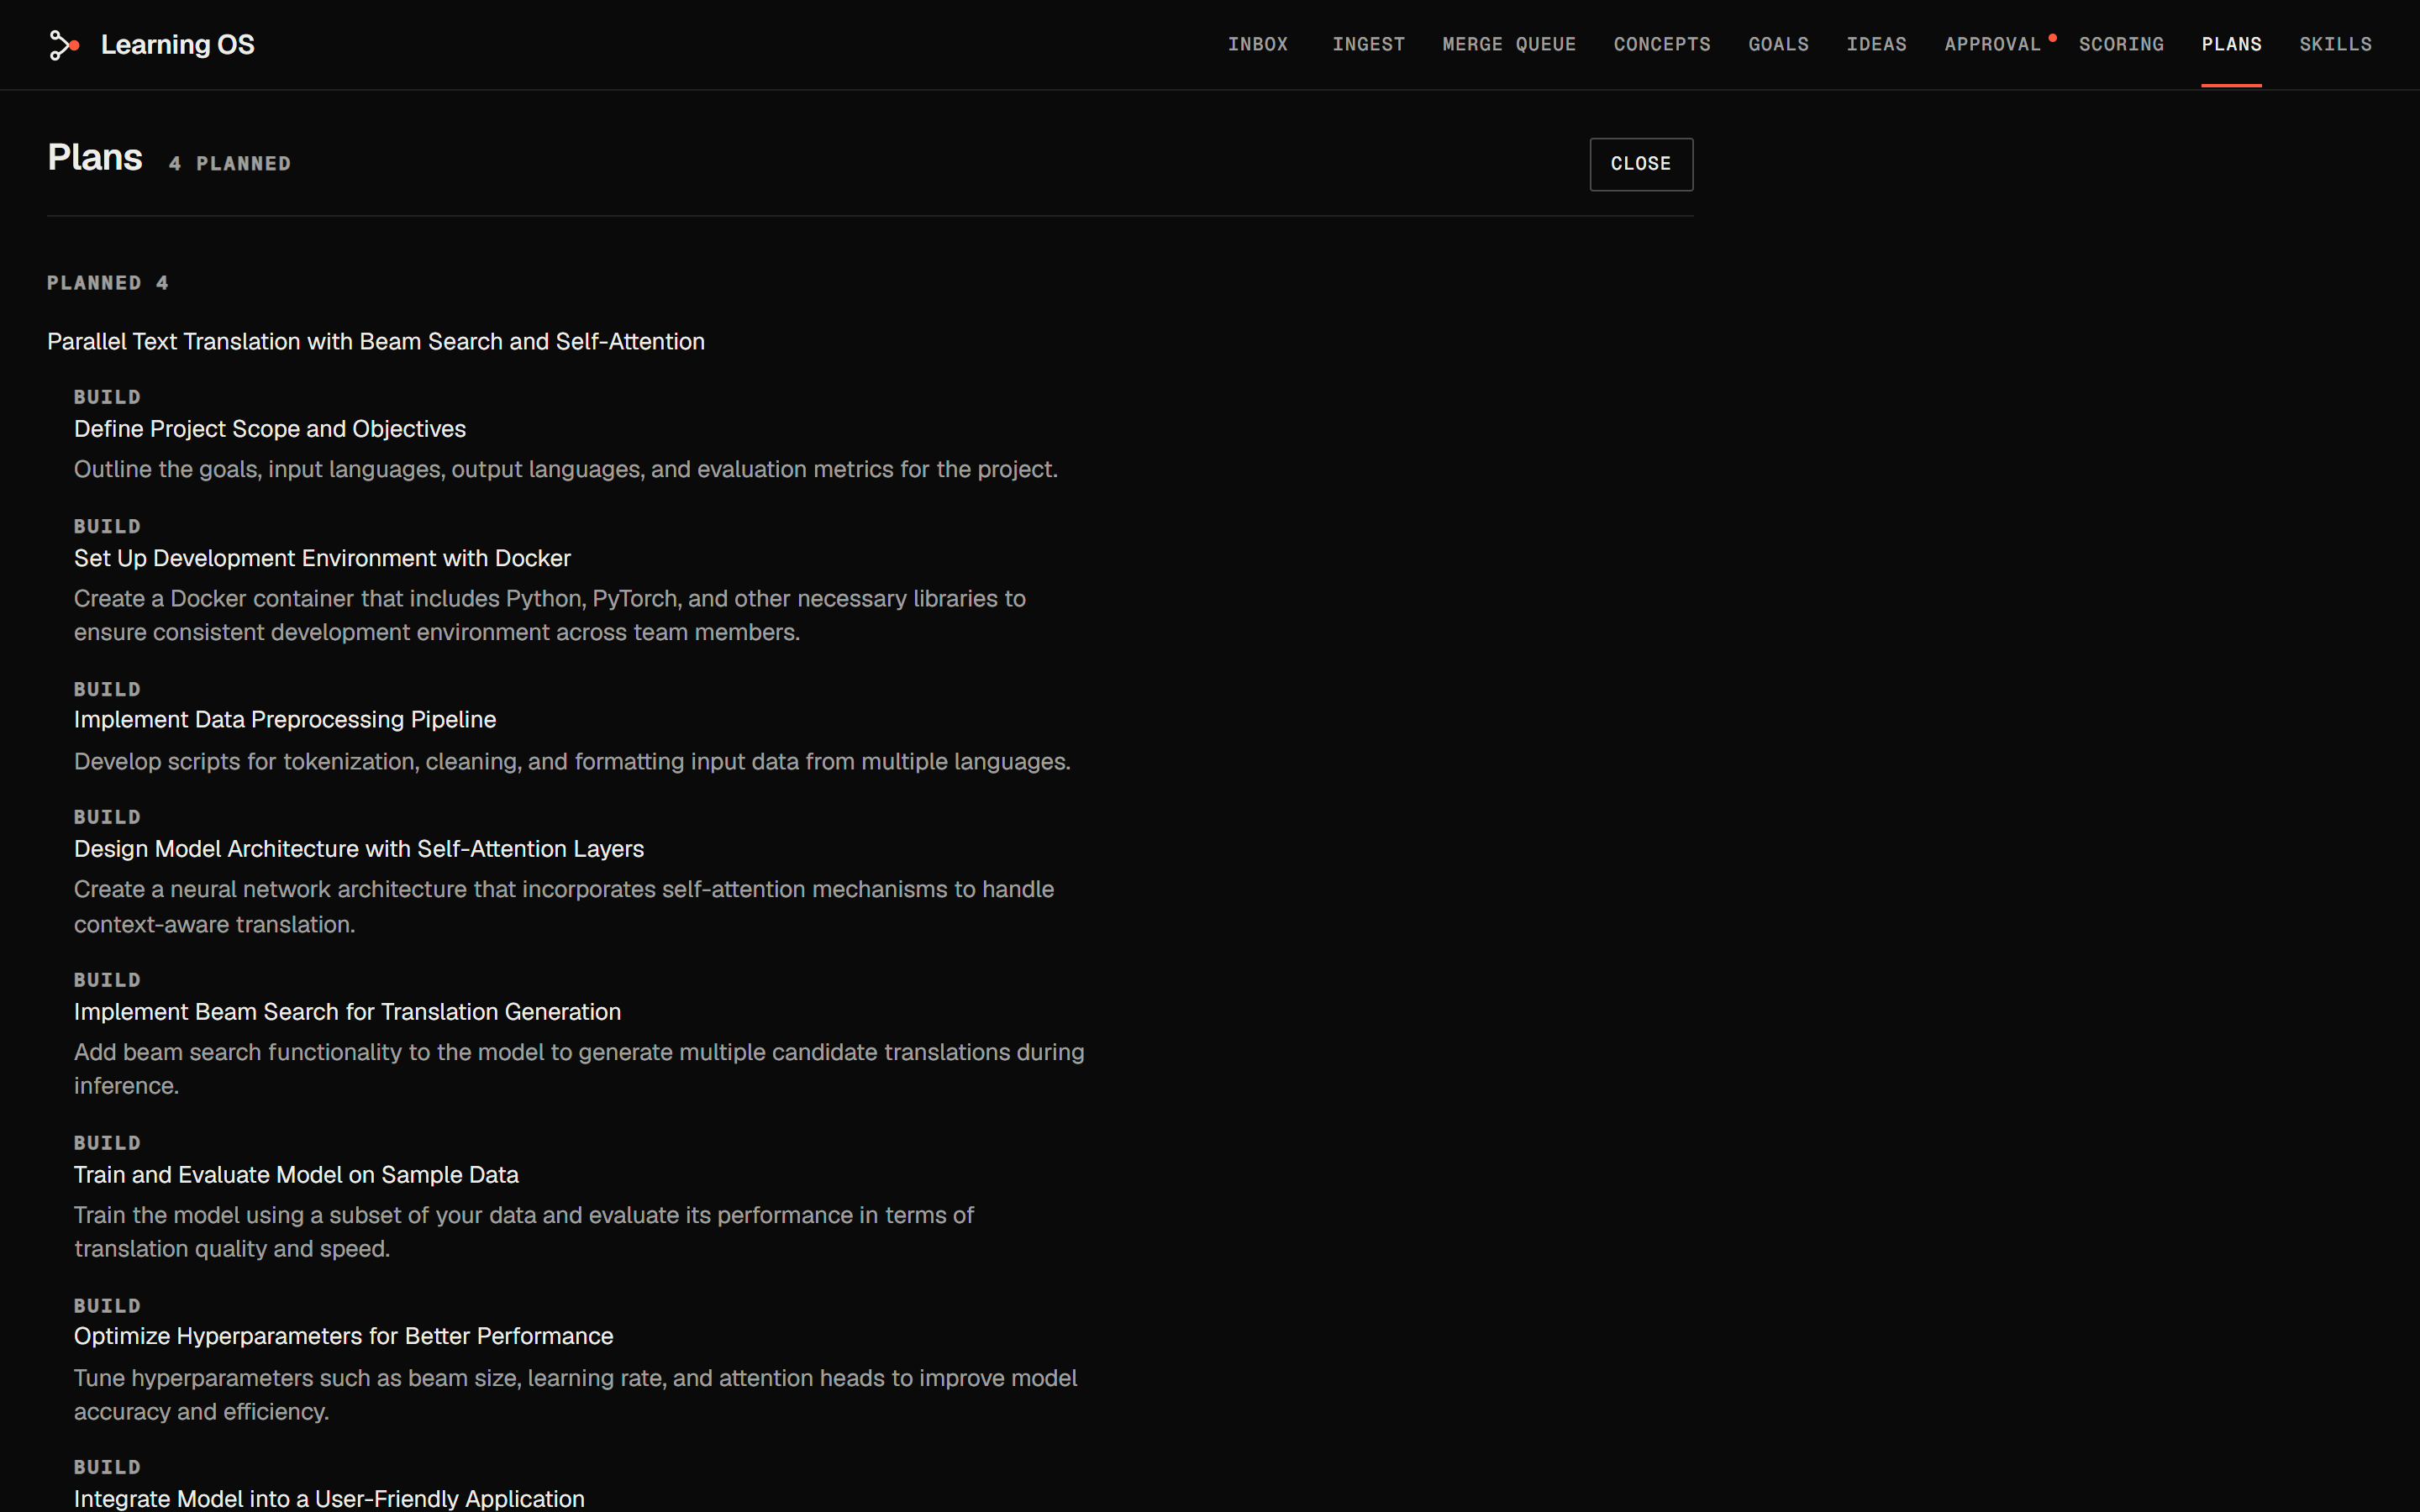 Learning OS
INBOX INGEST MERGE QUEUE CONCEPTS GOALS IDEAS APPROVAL SCORING PLANS SKILLS
Plans 4 PLANNED
CLOSE
PLANNED 4
Parallel Text Translation with Beam Search and Self-Attention
BUILD
Define Project Scope and Objectives
Outline the goals, input languages, output languages, and evaluation metrics for the project.
BUILD
Set Up Development Environment with Docker
Create a Docker container that includes Python, PyTorch, and other necessary libraries to
ensure consistent development environment across team members.
BUILD
Implement Data Preprocessing Pipeline
Develop scripts for tokenization, cleaning, and formatting input data from multiple languages.
BUILD
Design Model Architecture with Self-Attention Layers
Create a neural network architecture that incorporates self-attention mechanisms to handle
context-aware translation.
BUILD
Implement Beam Search for Translation Generation
Add beam search functionality to the model to generate multiple candidate translations during
inference.
BUILD
Train and Evaluate Model on Sample Data
Train the model using a subset of your data and evaluate its performance in terms of
translation quality and speed.
BUILD
Optimize Hyperparameters for Better Performance
Tune hyperparameters such as beam size, learning rate, and attention heads to improve model
accuracy and efficiency.
BUILD
Integrate Model into a User-Friendly Application